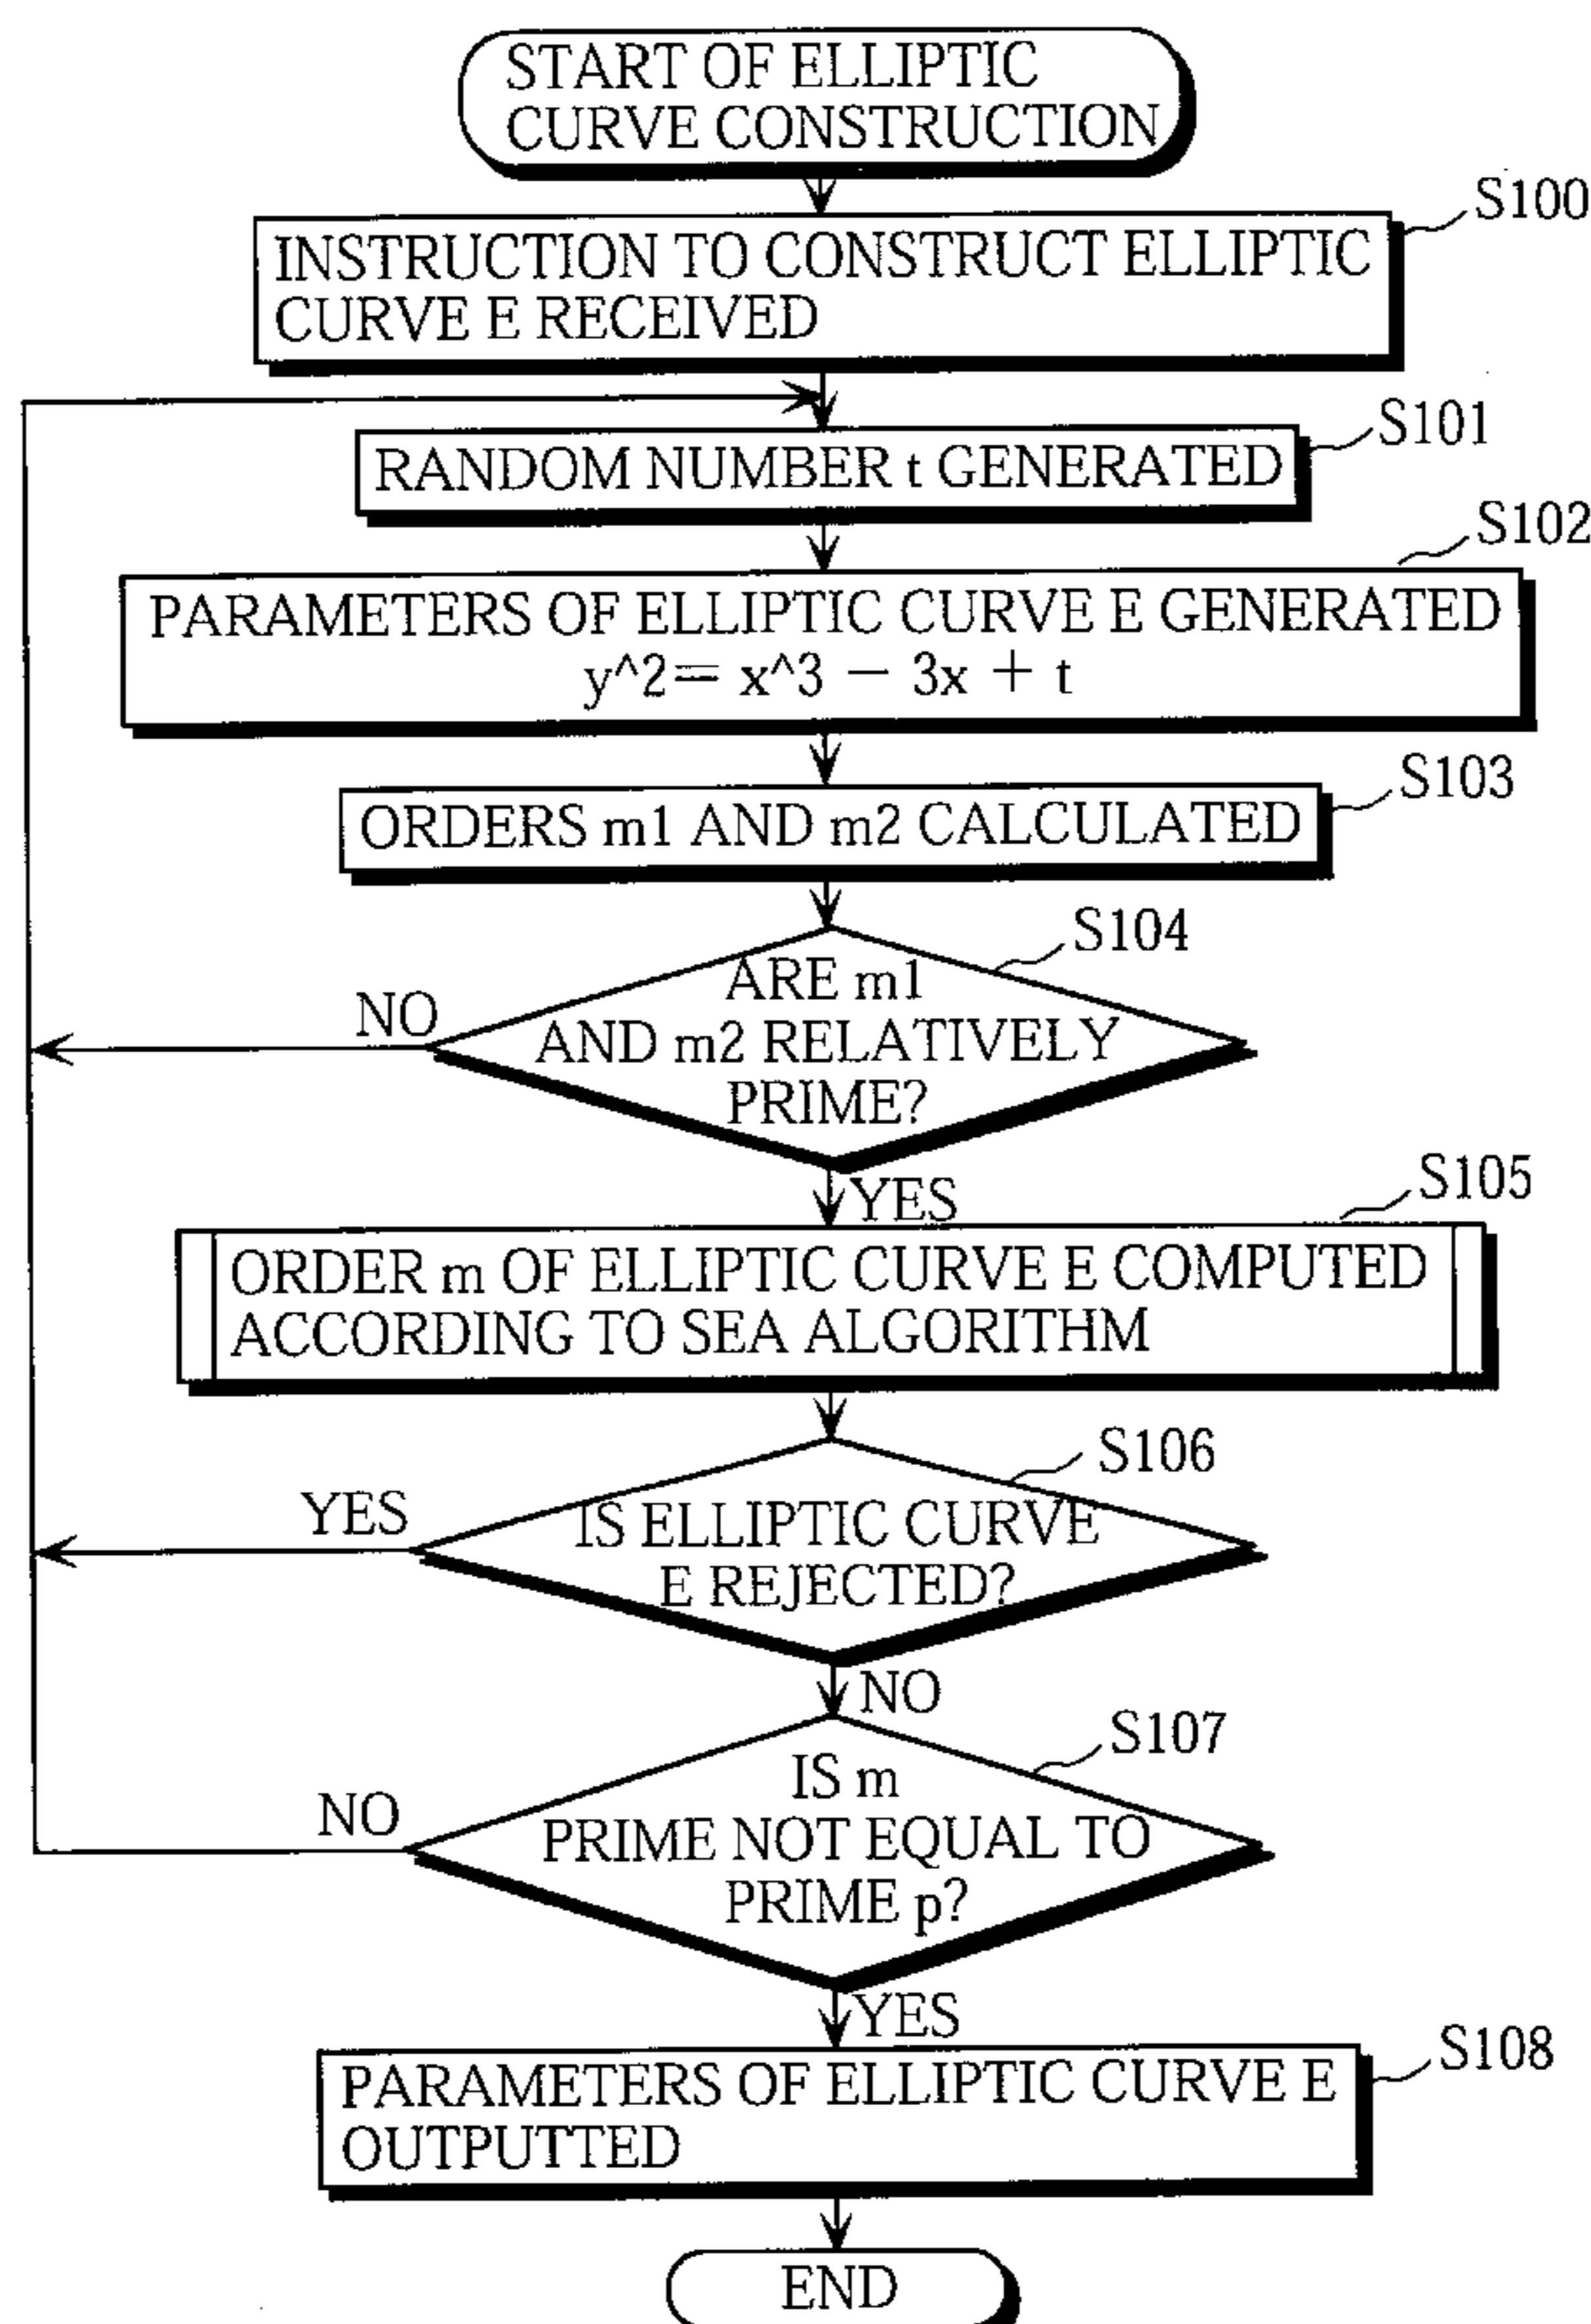 START OF ELLIPTIC
CURVE CONSTRUCTION
S100
INSTRUCTION TO CONSTRUCT ELLIPTIC
CURVE E RECEIVED
S101
RANDOM NUMBER t GENERATED
S102
PARAMETERS OF ELLIPTIC CURVE E GENERATED
y^2= x^3 − 3x + t
S103
ORDERS m1 AND m2 CALCULATED
S104
ARE m1
AND m2 RELATIVELY
PRIME?
NO
YES
S105
ORDER m OF ELLIPTIC CURVE E COMPUTED
ACCORDING TO SEA ALGORITHM
S106
IS ELLIPTIC CURVE
E REJECTED?
YES
NO
S107
IS m
PRIME NOT EQUAL TO
PRIME p?
NO
YES
S108
PARAMETERS OF ELLIPTIC CURVE E
OUTPUTTED
END